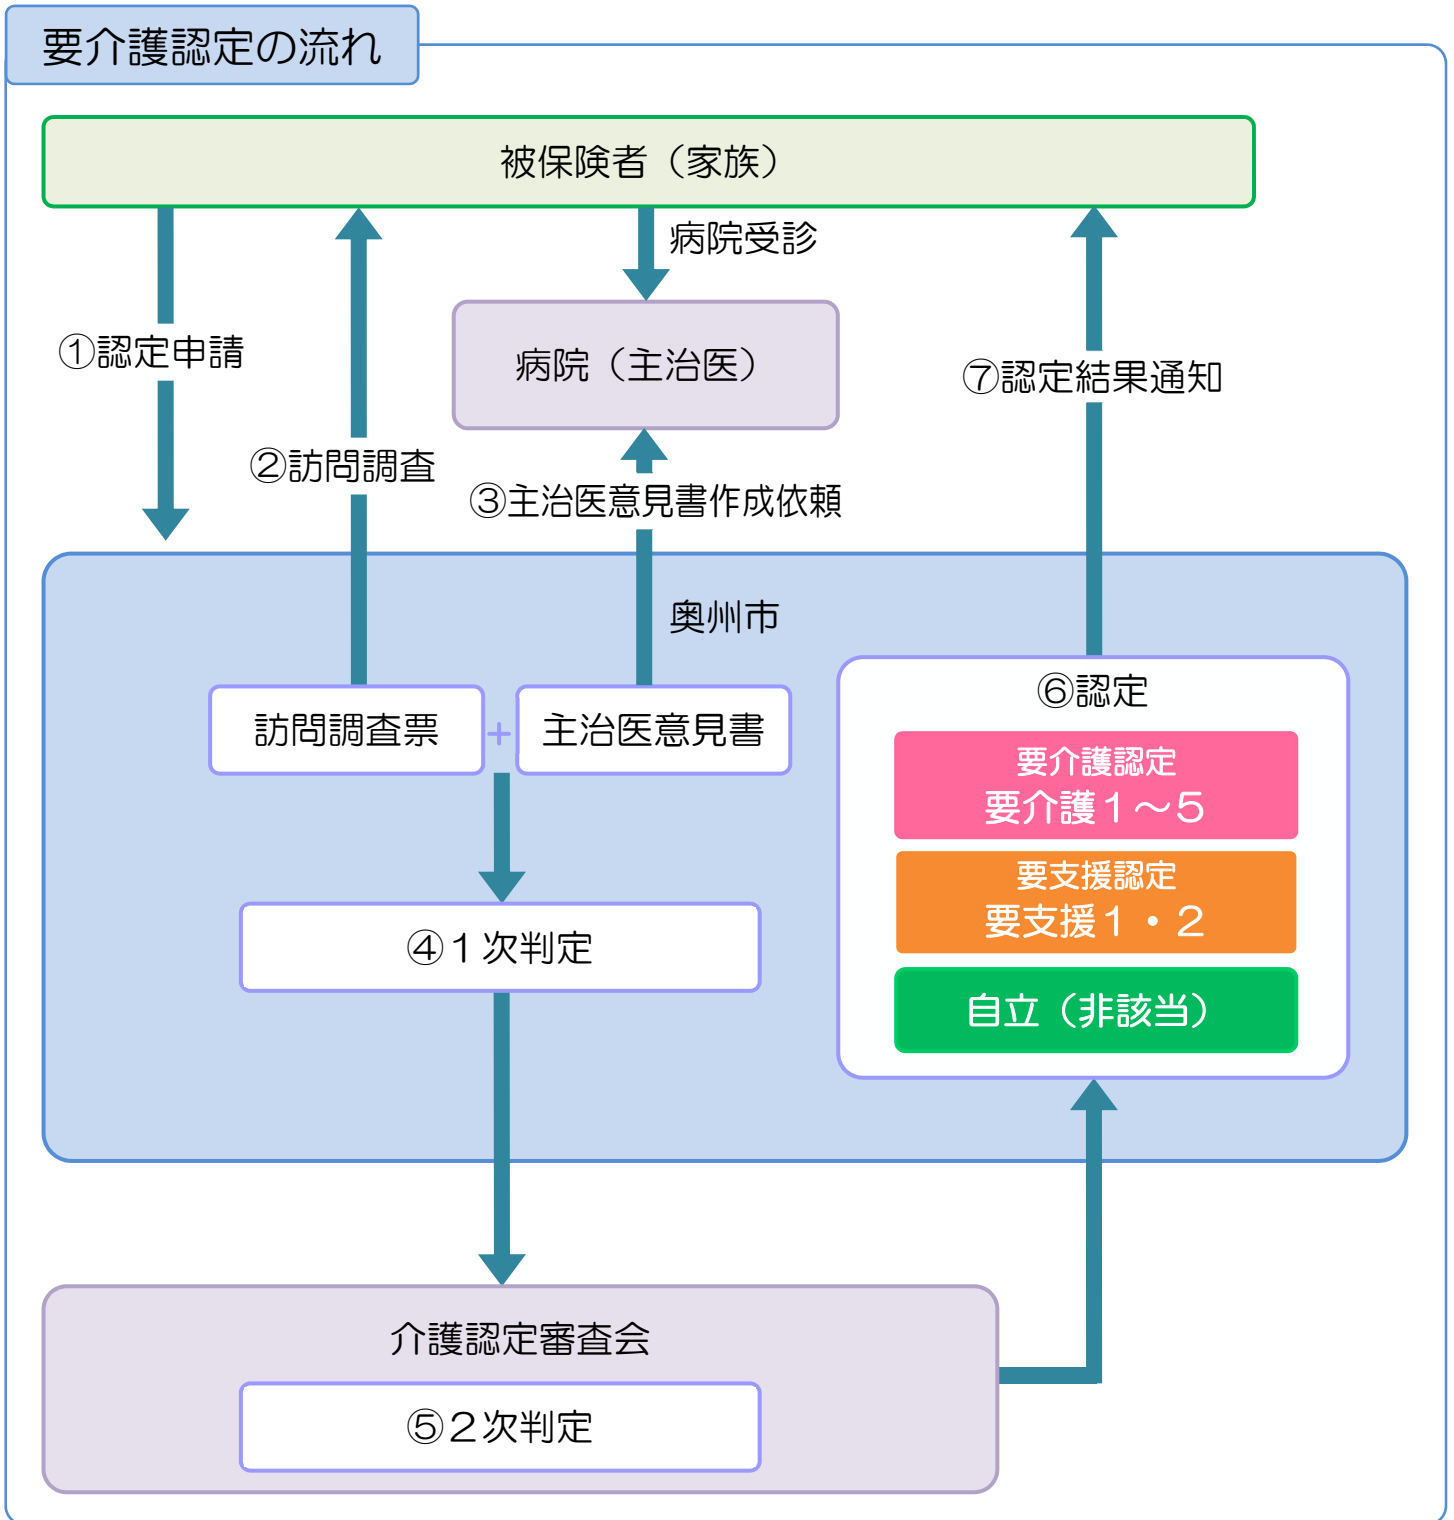 要介護認定の流れ
被保険者（家族）
病院受診
①認定申請
病院（主治医）
⑦認定結果通知
②訪問調査
③主治医意見書作成依頼
奥州市
訪問調査票
+
主治医意見書
④１次判定
⑥認定
要介護認定
要介護１～５
要支援認定
要支援１・２
自立（非該当）
介護認定審査会
⑤２次判定